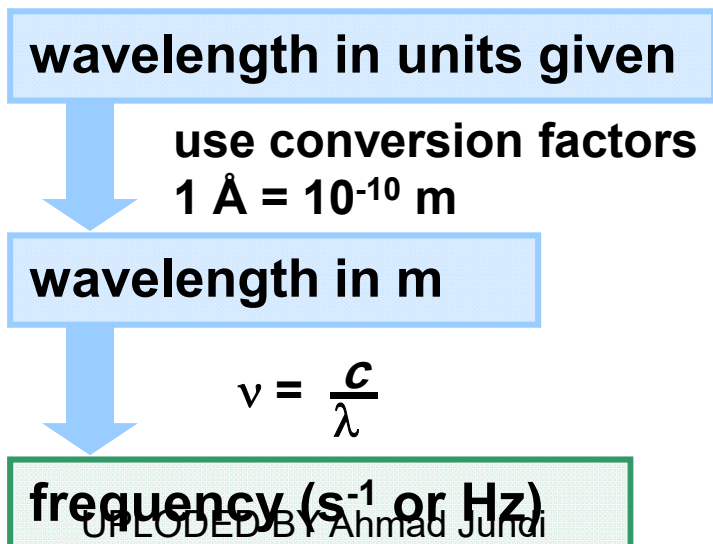 wavelength in units given
use conversion factors
1 Å = 10⁻¹⁰ m
wavelength in m
ν = c/λ
frequency (s⁻¹ or Hz)
UPLODED BY Ahmad Jundi